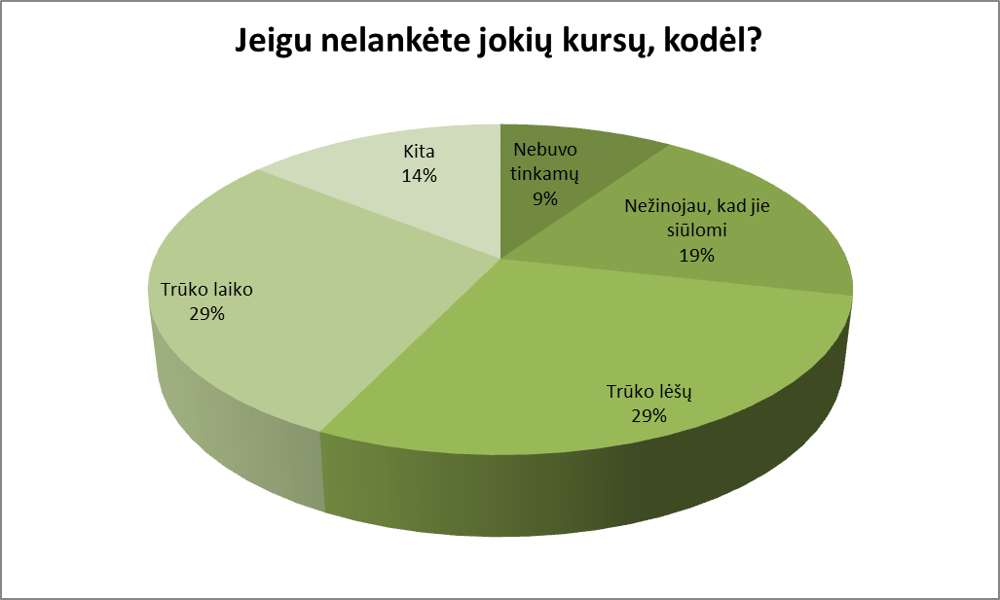 Jeigu nelankėte jokių kursų, kodėl?
Kita
14%
Nebuvo
tinkamų
9%
Nežinojau, kad jie
siūlomi
19%
Trūko laiko
29%
Trūko lėšų
29%